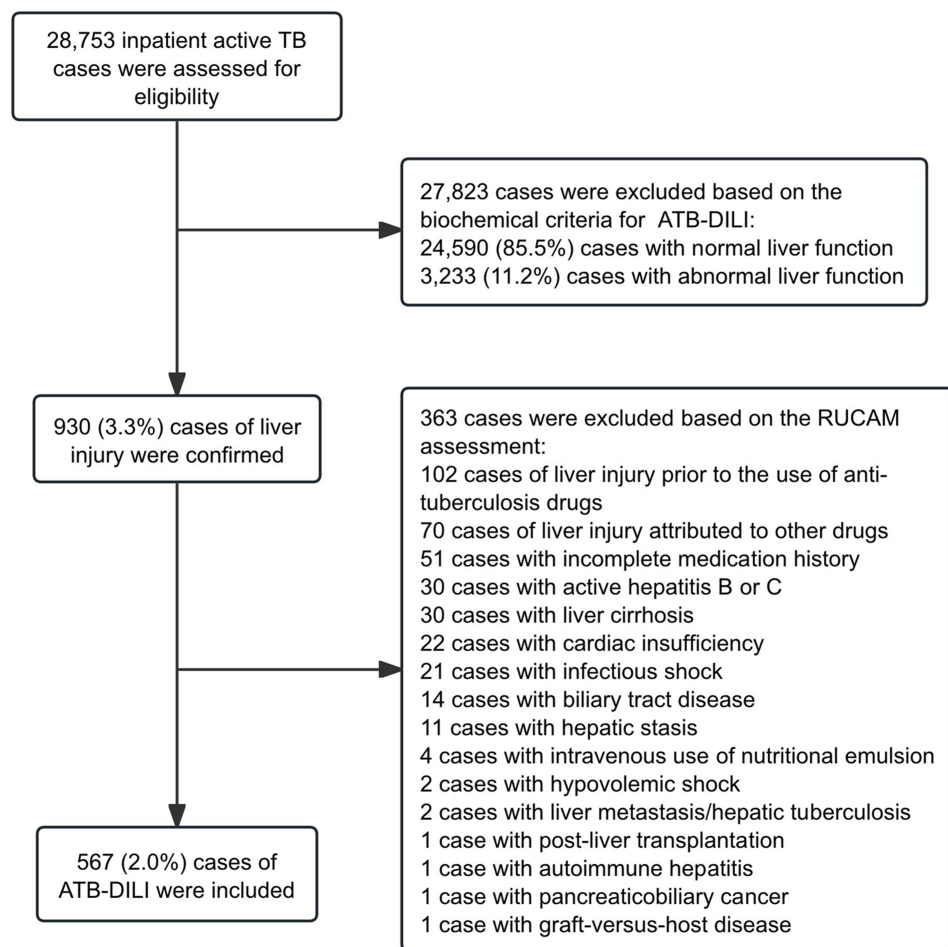 28,753 inpatient active TB
cases were assessed for
eligibility
27,823 cases were excluded based on the
biochemical criteria for  ATB-DILI:
24,590 (85.5%) cases with normal liver function
3,233 (11.2%) cases with abnormal liver function
930 (3.3%) cases of liver
injury were confirmed
363 cases were excluded based on the RUCAM
assessment:
102 cases of liver injury prior to the use of anti-
tuberculosis drugs
70 cases of liver injury attributed to other drugs
51 cases with incomplete medication history
30 cases with active hepatitis B or C
30 cases with liver cirrhosis
22 cases with cardiac insufficiency
21 cases with infectious shock
14 cases with biliary tract disease
11 cases with hepatic stasis
4 cases with intravenous use of nutritional emulsion
2 cases with hypovolemic shock
2 cases with liver metastasis/hepatic tuberculosis
1 case with post-liver transplantation
1 case with autoimmune hepatitis
1 case with pancreaticobiliary cancer
1 case with graft-versus-host disease
567 (2.0%) cases of
ATB-DILI were included